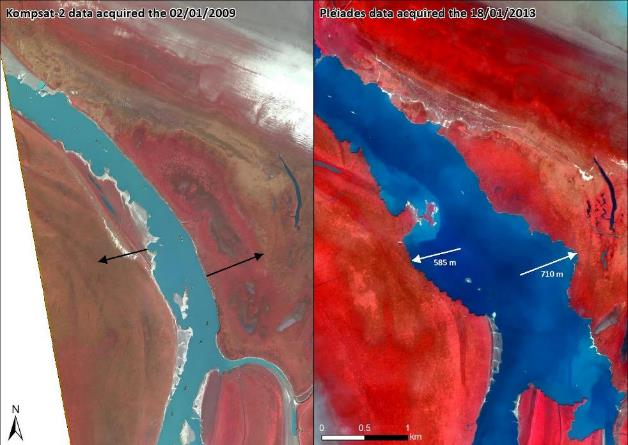 Kompsat-2 data acquired the 02/01/2009
Pléiades data acquired the 18/01/2013
585 m
710 m
N
0 0.5 1
km